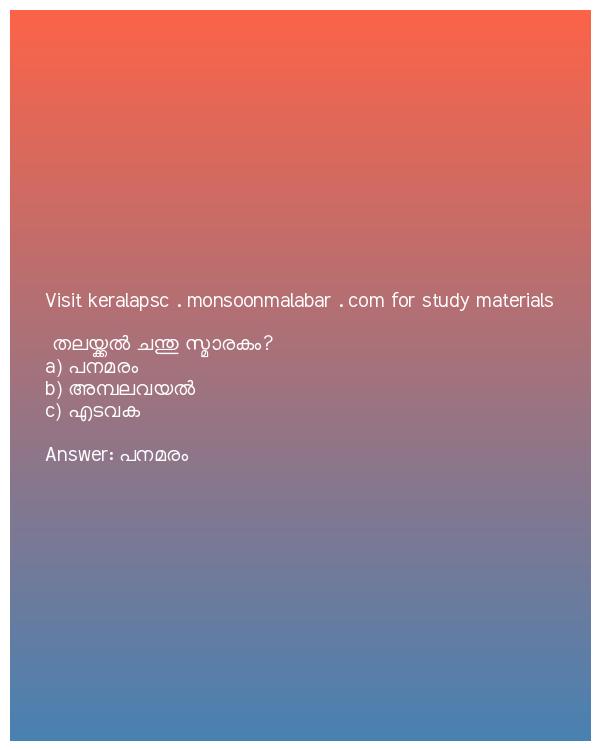 Visit keralapsc . monsoonmalabar . com for study materials
തലയ്ക്കൽ ചന്തു സ്മാരകം?
a) പനമരം
b) അമ്പലവയൽ
c) എടവക
Answer: പനമരം